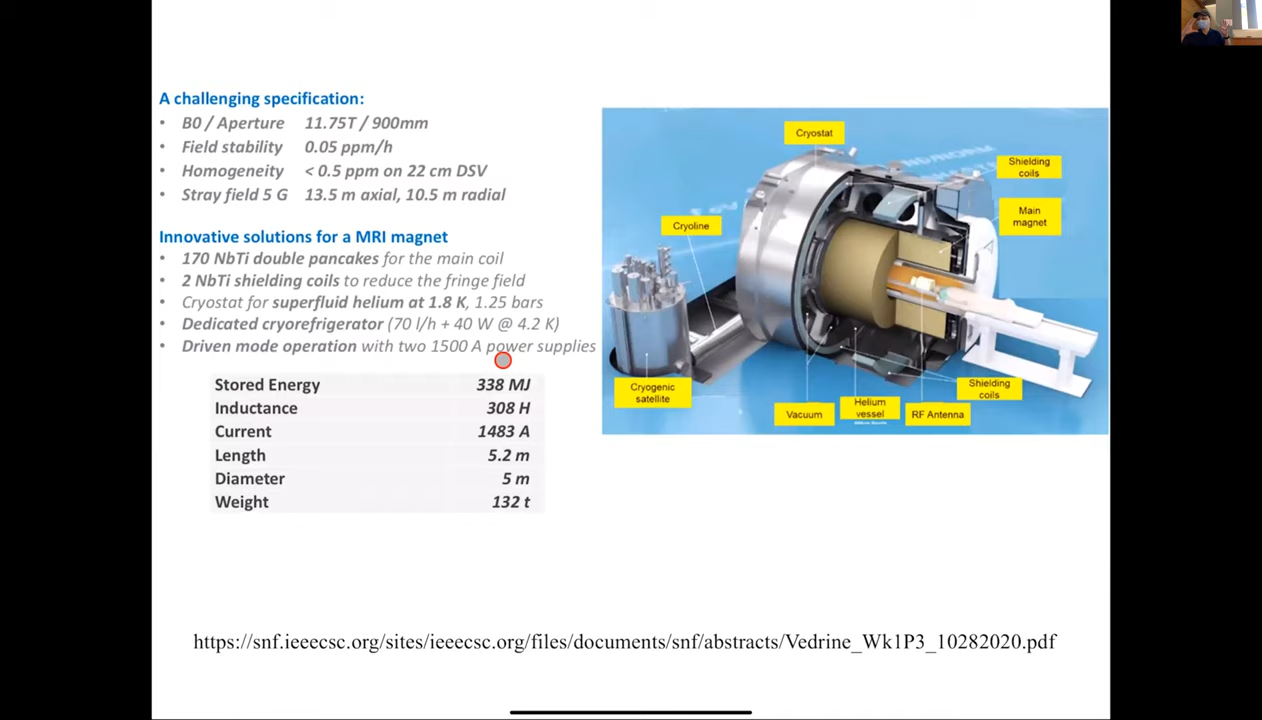 A challenging specification:
• B0 / Aperture 11.75T / 900mm
• Field stability 0.05 ppm/h
• Homogeneity < 0.5 ppm on 22 cm DSV
• Stray field 5 G 13.5 m axial, 10.5 m radial
Innovative solutions for a MRI magnet
• 170 NbTi double pancakes for the main coil
• 2 NbTi shielding coils to reduce the fringe field
• Cryostat for superfluid helium at 1.8 K, 1.25 bars
• Dedicated cryorefrigerator (70 l/h + 40 W @ 4.2 K)
• Driven mode operation with two 1500 A power supplies
Stored Energy 338 MJ
Inductance 308 H
Current 1483 A
Length 5.2 m
Diameter 5 m
Weight 132 t
Cryostat
Shielding
coils
Main
magnet
Cryoline
Cryogenic
satellite
Vacuum
Helium
vessel
RF Antenna
Shielding
coils
https://snf.ieeecsc.org/sites/ieeecsc.org/files/documents/snf/abstracts/Vedrine_Wk1P3_10282020.pdf